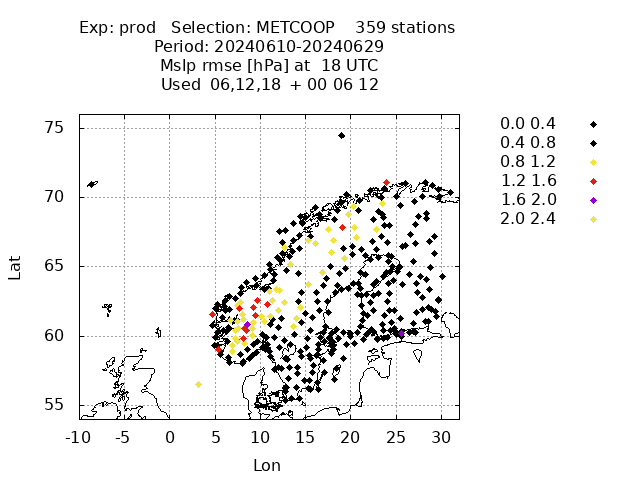 Exp: prod   Selection: METCOOP    359 stations
Period: 20240610-20240629
Mslp rmse [hPa] at  18 UTC
Used  06,12,18  + 00 06 12
0.0 0.4
0.4 0.8
0.8 1.2
1.2 1.6
1.6 2.0
2.0 2.4
75
70
65
60
55
Lat
-10 -5 0 5 10 15 20 25 30
Lon